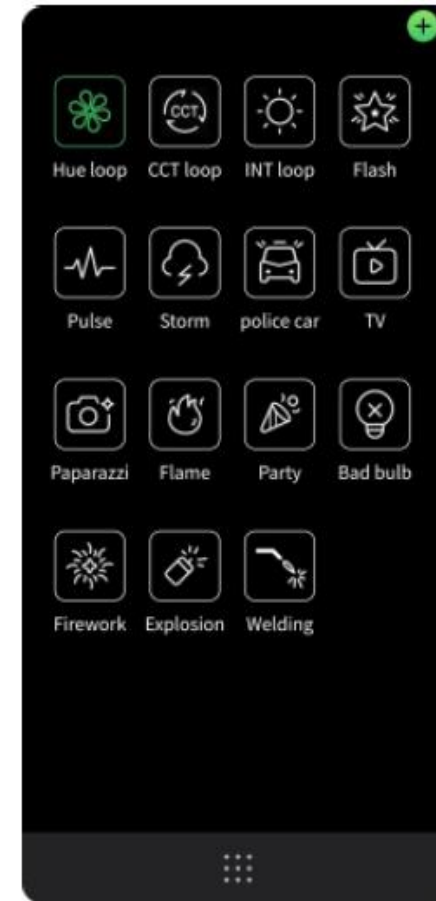 Hue loop CCT loop INT loop Flash
CCT
Pulse Storm police car TV
Paparazzi Flame Party Bad bulb
Firework Explosion Welding